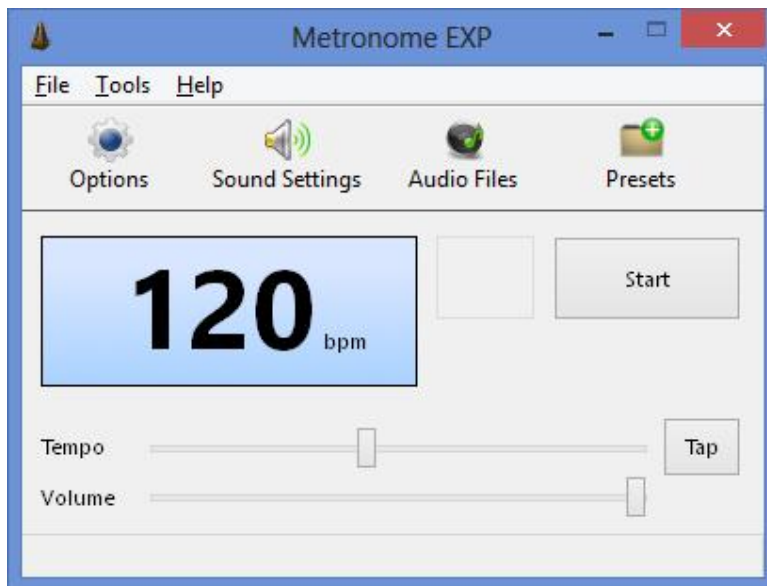 Metronome EXP
File Tools Help
Options Sound Settings Audio Files Presets
120 bpm
Start
Tempo
Tap
Volume